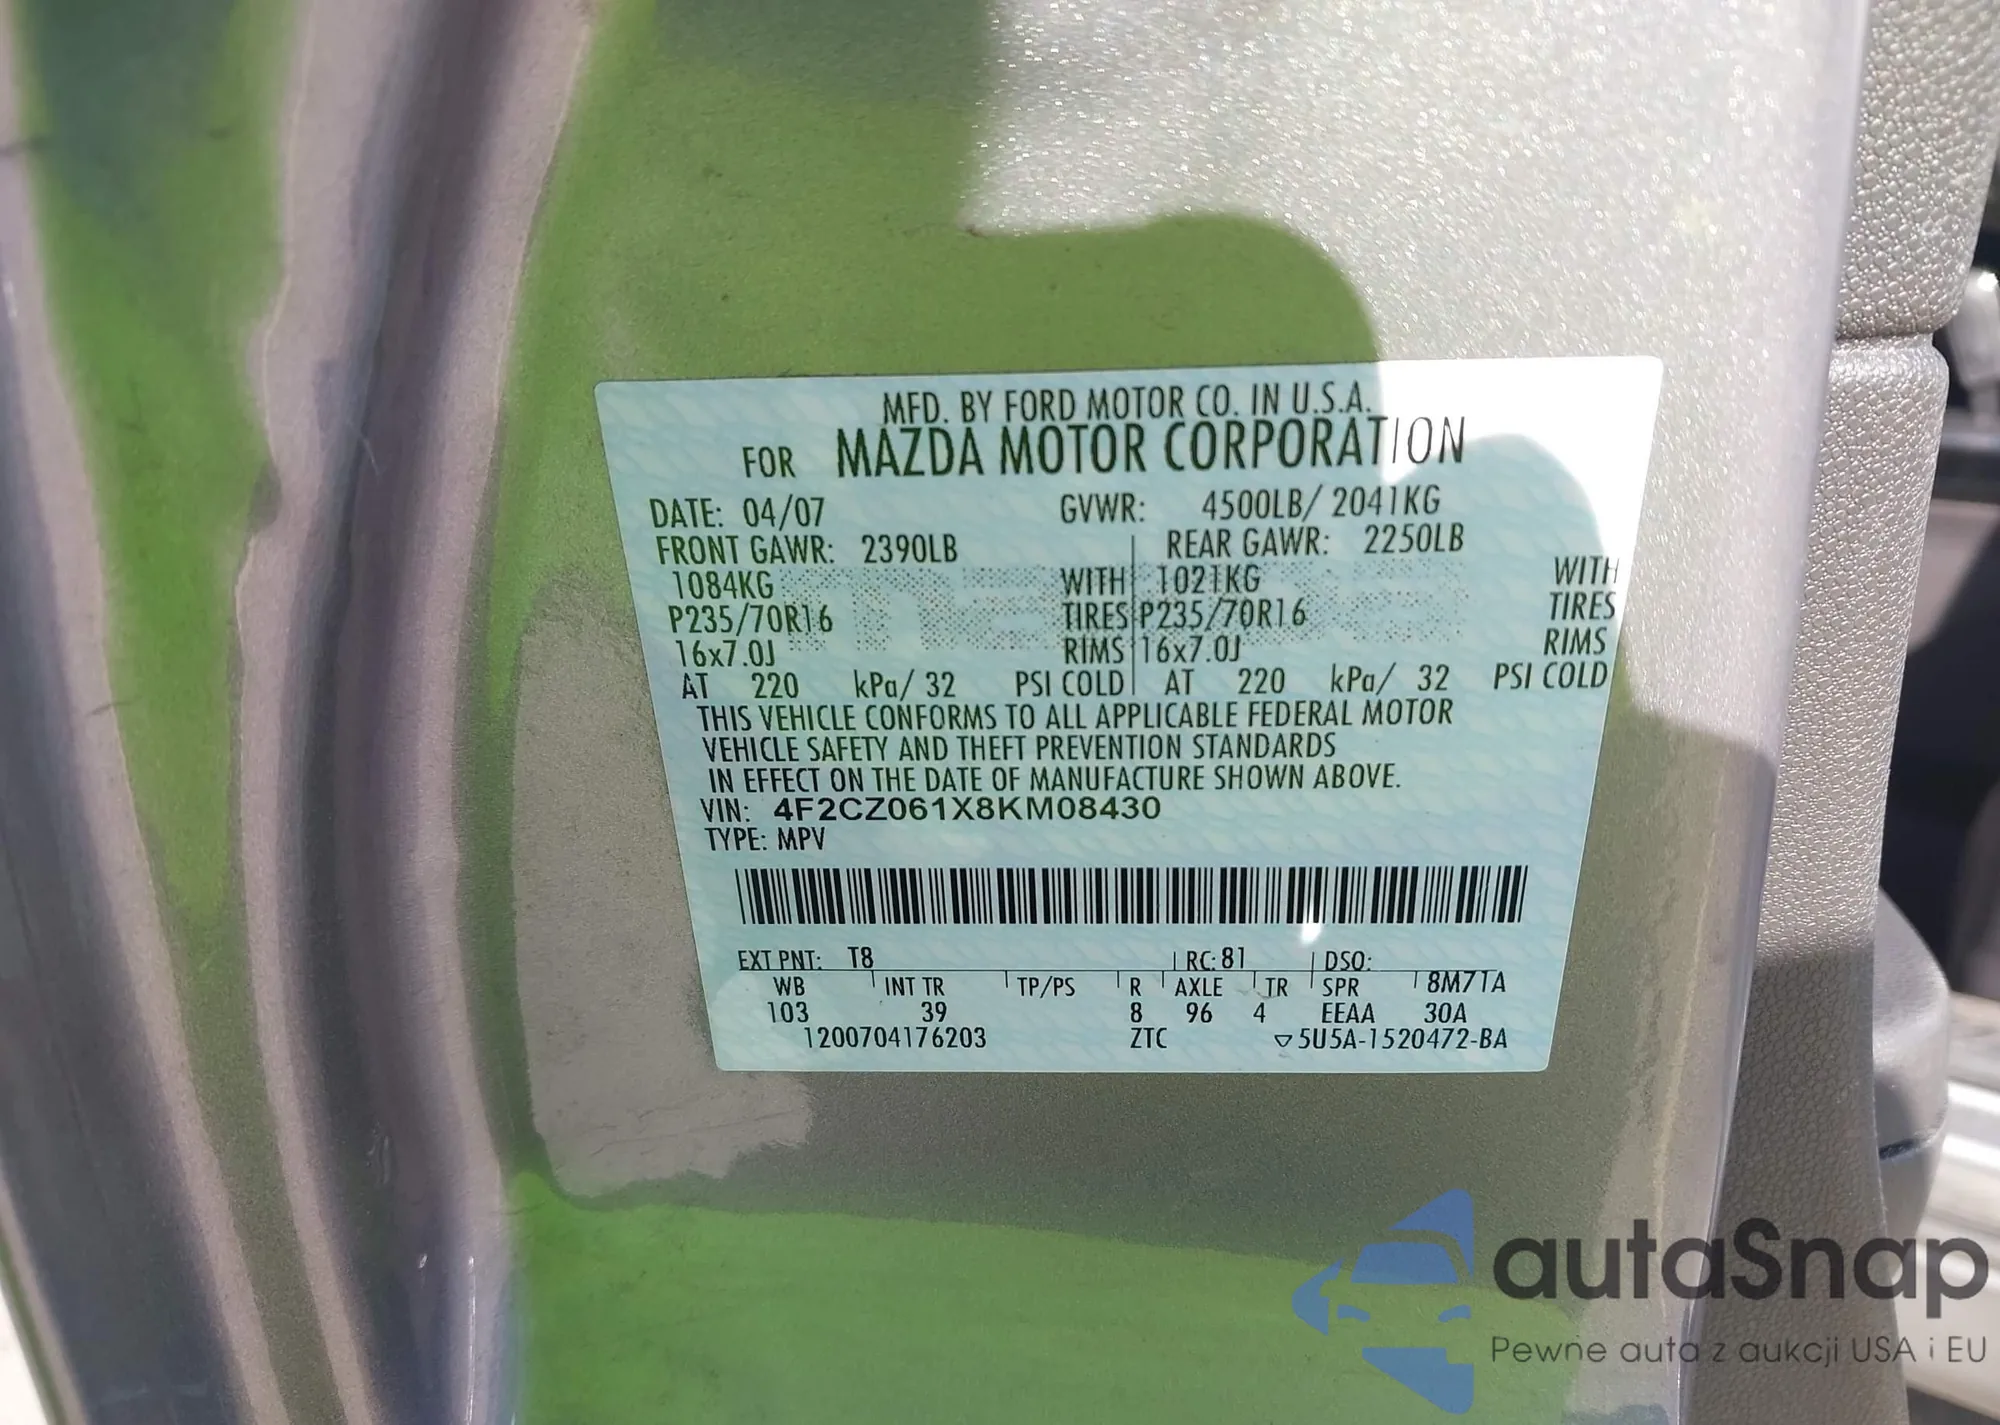 MFD. BY FORD MOTOR CO. IN U.S.A.
FOR MAZDA MOTOR CORPORATION
DATE: 04/07 GVWR: 4500LB/ 2041KG
FRONT GAWR: 2390LB REAR GAWR: 2250LB
1084KG WITH 1021KG WITH
P235/70R16 TIRES P235/70R16 TIRES
16x7.0J RIMS 16x7.0J RIMS
AT 220 kPa/ 32 PSI COLD AT 220 kPa/ 32 PSI COLD
THIS VEHICLE CONFORMS TO ALL APPLICABLE FEDERAL MOTOR
VEHICLE SAFETY AND THEFT PREVENTION STANDARDS
IN EFFECT ON THE DATE OF MANUFACTURE SHOWN ABOVE.
VIN: 4F2CZ061X8KM08430
TYPE: MPV
EXT PNT: T8 RC: 81 DSO:
WB INT TR TP/PS R AXLE TR SPR 8M71A
103 39 8 96 4 EEAA 30A
1200704176203 ZTC 5U5A-1520472-BA
autaSnap
Pewne auta z aukcji USA i EU